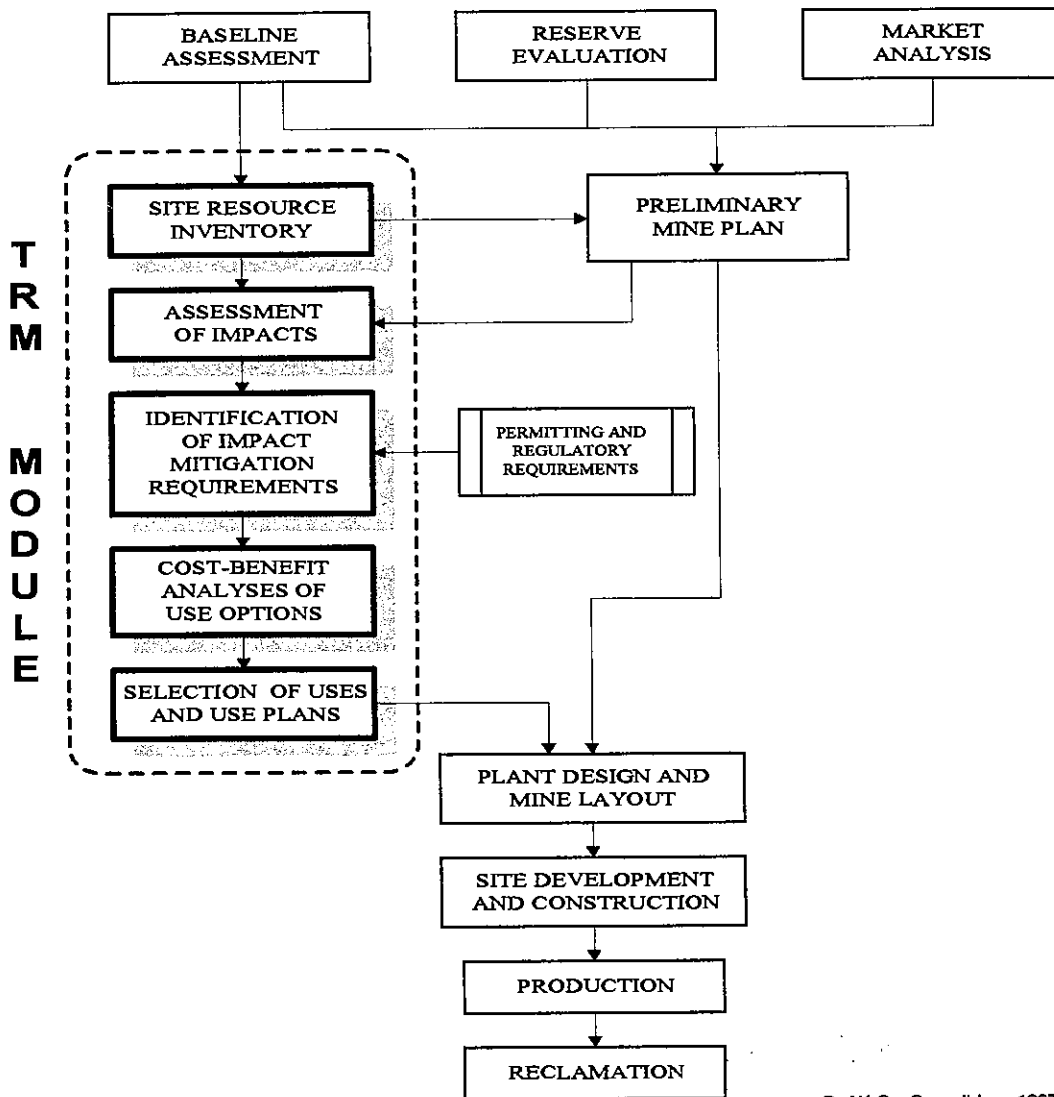 BASELINE
ASSESSMENT
RESERVE
EVALUATION
MARKET
ANALYSIS
TRM MODULE
SITE RESOURCE
INVENTORY
PRELIMINARY
MINE PLAN
ASSESSMENT
OF IMPACTS
IDENTIFICATION
OF IMPACT
MITIGATION
REQUIREMENTS
PERMITTING AND
REGULATORY
REQUIREMENTS
COST-BENEFIT
ANALYSES OF
USE OPTIONS
SELECTION OF USES
AND USE PLANS
PLANT DESIGN AND
MINE LAYOUT
SITE DEVELOPMENT
AND CONSTRUCTION
PRODUCTION
RECLAMATION